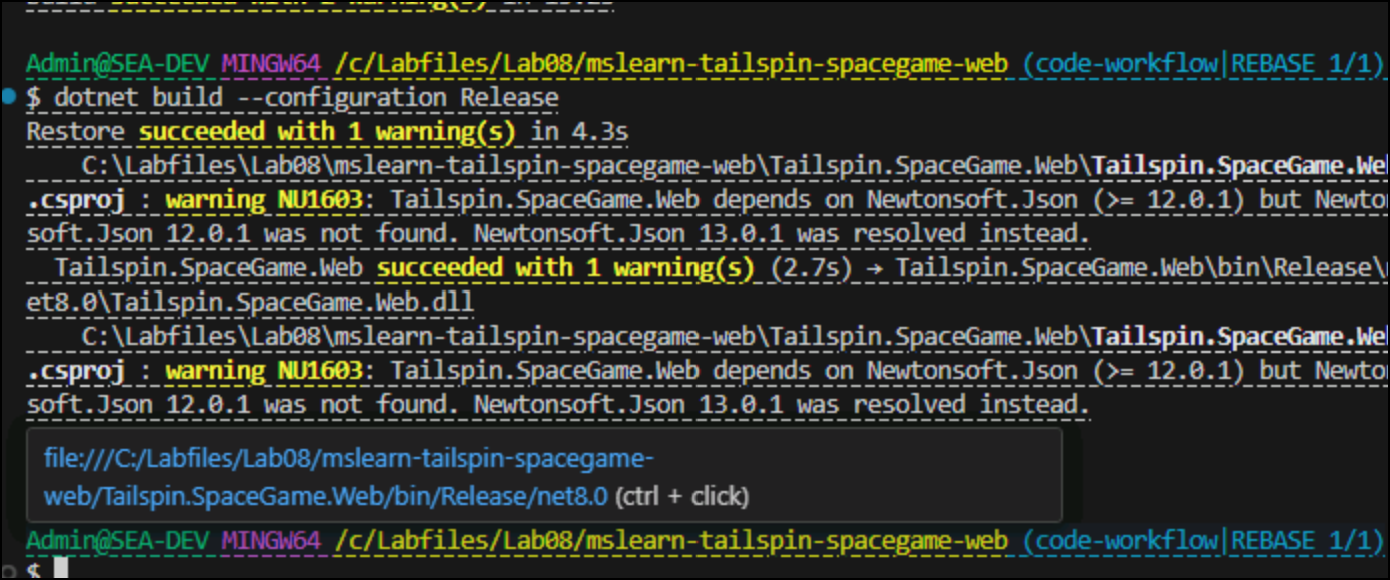 Admin@SEA-DEV MINGW64 /c/Labfiles/Lab08/mslearn-tailspin-spacegame-web (code-workflow|REBASE 1/1)
$ dotnet build --configuration Release
Restore succeeded with 1 warning(s) in 4.3s
C:\Labfiles\Lab08\mslearn-tailspin-spacegame-web\Tailspin.SpaceGame.Web\Tailspin.SpaceGame.We
.csproj : warning NU1603: Tailspin.SpaceGame.Web depends on Newtonsoft.Json (>= 12.0.1) but Newto
soft.Json 12.0.1 was not found. Newtonsoft.Json 13.0.1 was resolved instead.
Tailspin.SpaceGame.Web succeeded with 1 warning(s) (2.7s) → Tailspin.SpaceGame.Web\bin\Release\
et8.0\Tailspin.SpaceGame.Web.dll
C:\Labfiles\Lab08\mslearn-tailspin-spacegame-web\Tailspin.SpaceGame.Web\Tailspin.SpaceGame.We
.csproj : warning NU1603: Tailspin.SpaceGame.Web depends on Newtonsoft.Json (>= 12.0.1) but Newto
soft.Json 12.0.1 was not found. Newtonsoft.Json 13.0.1 was resolved instead.
file:///C:/Labfiles/Lab08/mslearn-tailspin-spacegame-
web/Tailspin.SpaceGame.Web/bin/Release/net8.0 (ctrl + click)
Admin@SEA-DEV MINGW64 /c/Labfiles/Lab08/mslearn-tailspin-spacegame-web (code-workflow|REBASE 1/1)
$